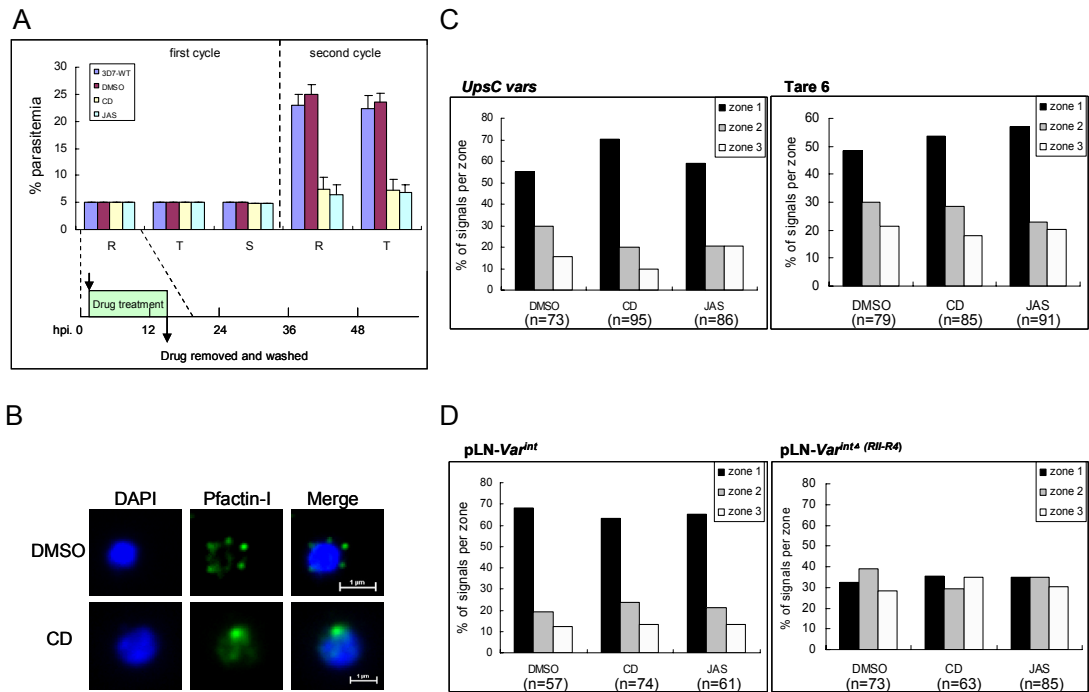 A
first cycle
second cycle
% parasitemia
30
25
20
15
10
5
0
3D7-WT
DMSO
CD
JAS
R T S R T
Drug treatment
hpi. 0 12 24 36 48
Drug removed and washed
B
DAPI Pfactin-I Merge
DMSO
1 µm
CD
1 µm
C
UpsC vars
% of signals per zone
80
70
60
50
40
30
20
10
0
zone 1
zone 2
zone 3
DMSO CD JAS
(n=73) (n=95) (n=86)
Tare 6
% of signals per zone
80
70
60
50
40
30
20
10
0
zone 1
zone 2
zone 3
DMSO CD JAS
(n=79) (n=85) (n=91)
D
pLN-Var^int
% of signals per zone
80
70
60
50
40
30
20
10
0
zone 1
zone 2
zone 3
DMSO CD JAS
(n=57) (n=74) (n=61)
pLN-Var^intΔ (RII-R4)
% of signals per zone
80
70
60
50
40
30
20
10
0
zone 1
zone 2
zone 3
DMSO CD JAS
(n=73) (n=63) (n=85)